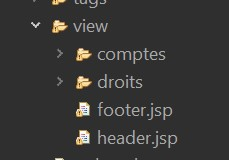 tags
view
comptes
droits
footer.jsp
header.jsp